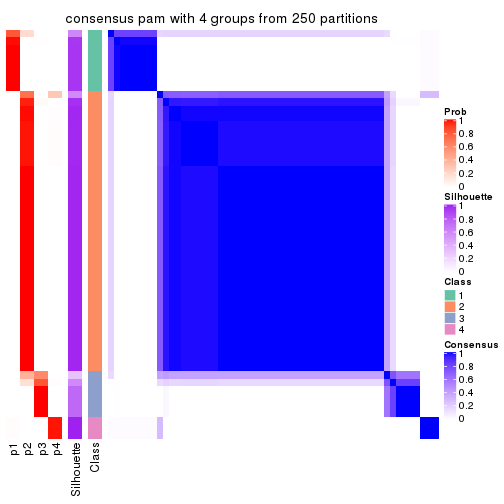 consensus pam with 4 groups from 250 partitions
Prob
1
0.8
0.6
0.4
0.2
0
Silhouette
1
0.8
0.6
0.4
0.2
0
Class
1
2
3
4
Consensus
1
0.8
0.6
0.4
0.2
0
p1
p2
p3
p4
Silhouette
Class